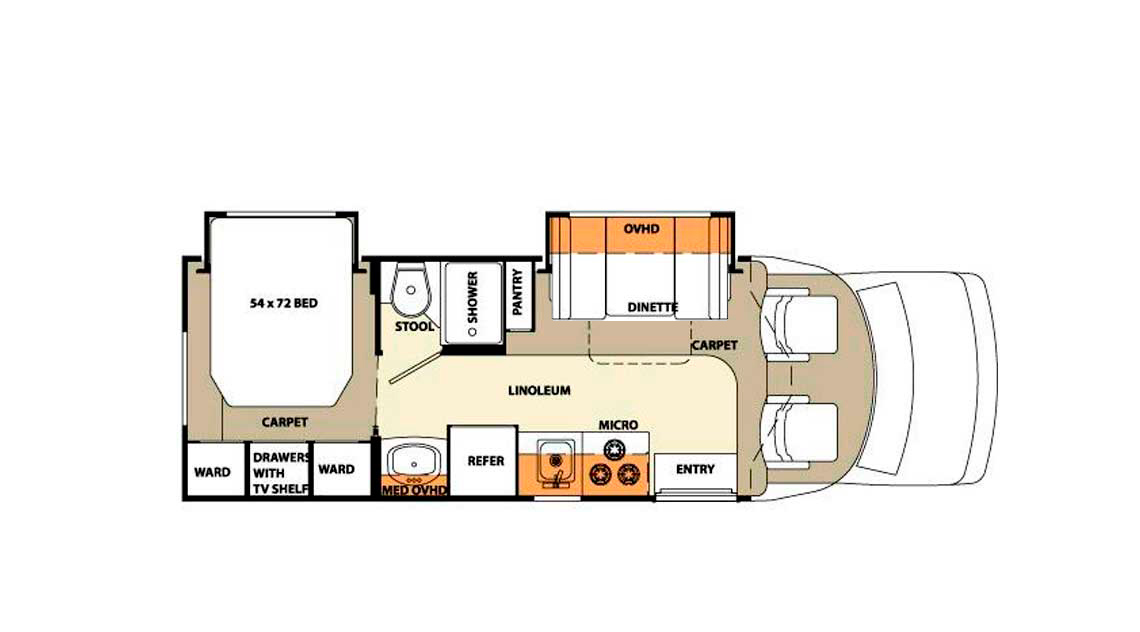 OVHD
54 x 72 BED
SHOWER
PANTRY
DINETTE
STOOL
CARPET
LINOLEUM
CARPET
MICRO
WARD
DRAWERS
WITH
TV SHELF
WARD
MED OVHD
REFER
ENTRY